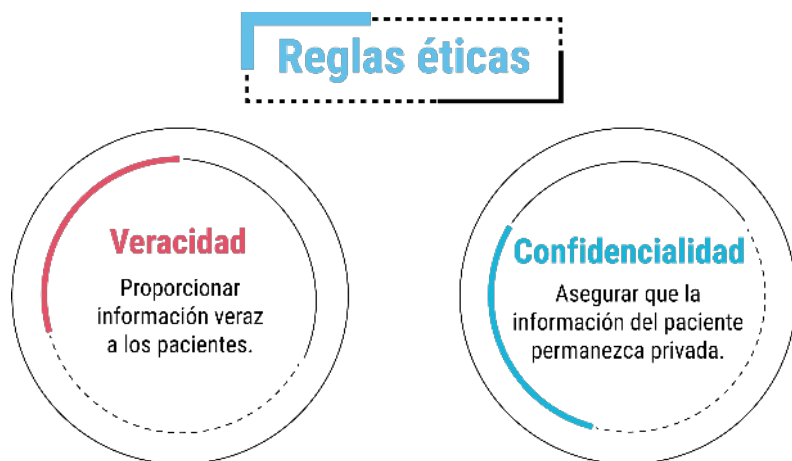 Reglas éticas
Veracidad
Proporcionar
información veraz
a los pacientes.
Confidencialidad
Asegurar que la
información del paciente
permanezca privada.